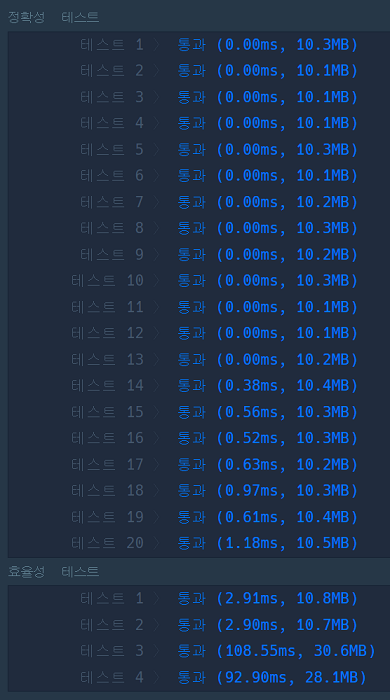 정확성 테스트
테스트 1 〉 통과 (0.00ms, 10.3MB)
테스트 2 〉 통과 (0.00ms, 10.1MB)
테스트 3 〉 통과 (0.00ms, 10.1MB)
테스트 4 〉 통과 (0.00ms, 10.1MB)
테스트 5 〉 통과 (0.00ms, 10.3MB)
테스트 6 〉 통과 (0.00ms, 10.1MB)
테스트 7 〉 통과 (0.00ms, 10.2MB)
테스트 8 〉 통과 (0.00ms, 10.3MB)
테스트 9 〉 통과 (0.00ms, 10.2MB)
테스트 10 〉 통과 (0.00ms, 10.3MB)
테스트 11 〉 통과 (0.00ms, 10.1MB)
테스트 12 〉 통과 (0.00ms, 10.1MB)
테스트 13 〉 통과 (0.00ms, 10.2MB)
테스트 14 〉 통과 (0.38ms, 10.4MB)
테스트 15 〉 통과 (0.56ms, 10.3MB)
테스트 16 〉 통과 (0.52ms, 10.3MB)
테스트 17 〉 통과 (0.63ms, 10.2MB)
테스트 18 〉 통과 (0.97ms, 10.3MB)
테스트 19 〉 통과 (0.61ms, 10.4MB)
테스트 20 〉 통과 (1.18ms, 10.5MB)
효율성 테스트
테스트 1 〉 통과 (2.91ms, 10.8MB)
테스트 2 〉 통과 (2.90ms, 10.7MB)
테스트 3 〉 통과 (108.55ms, 30.6MB)
테스트 4 〉 통과 (92.90ms, 28.1MB)